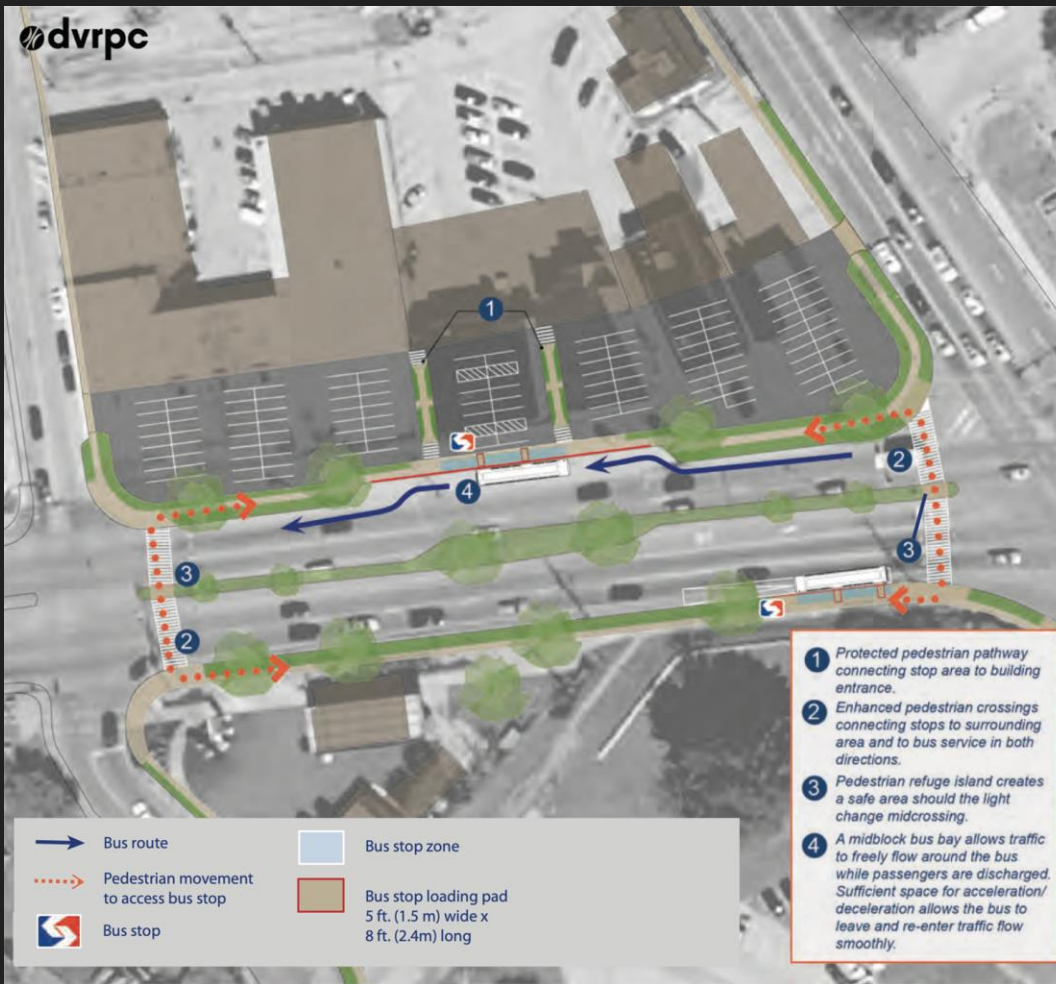 dvrpc
1
2
4
3
3
2
1 Protected pedestrian pathway
connecting stop area to building
entrance.
2 Enhanced pedestrian crossings
connecting stops to surrounding
area and to bus service in both
directions.
3 Pedestrian refuge island creates
a safe area should the light
change midcrossing.
4 A midblock bus bay allows traffic
to freely flow around the bus
while passengers are discharged.
Sufficient space for acceleration/
deceleration allows the bus to
leave and re-enter traffic flow
smoothly.
Bus route
Pedestrian movement
to access bus stop
Bus stop
Bus stop zone
Bus stop loading pad
5 ft. (1.5 m) wide x
8 ft. (2.4m) long